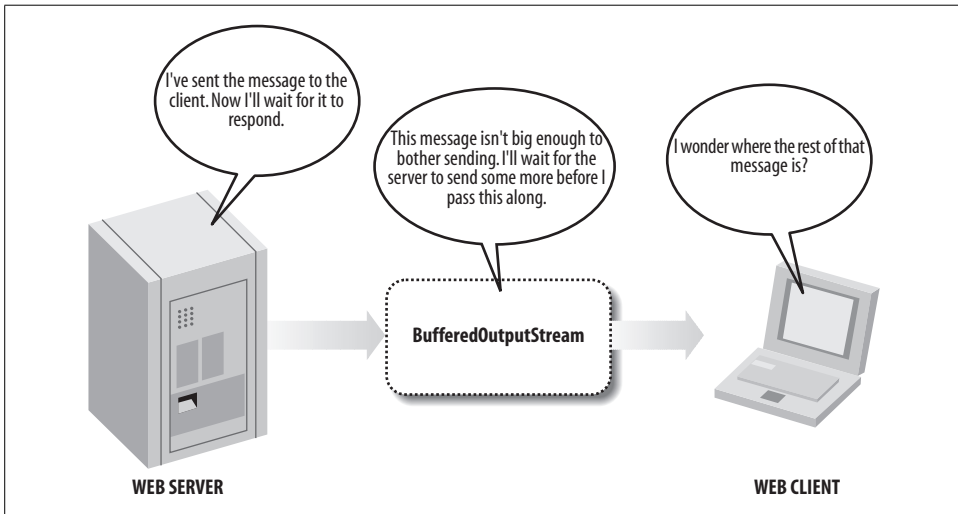 I've sent the message to the
client. Now I'll wait for it to
respond.
This message isn't big enough to
bother sending. I'll wait for the
server to send some more before I
pass this along.
I wonder where the rest of that
message is?
BufferedOutputStream
WEB SERVER
WEB CLIENT